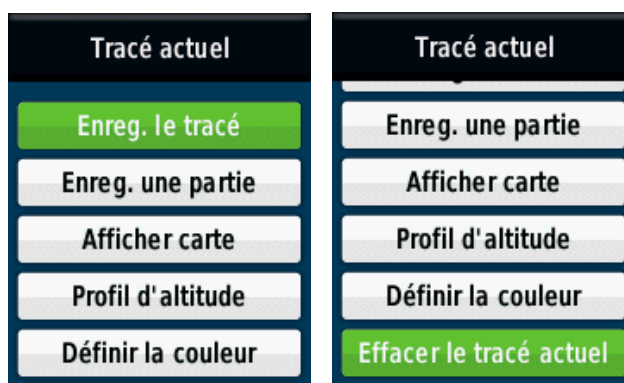 Tracé actuel
Enreg. le tracé
Enreg. une partie
Afficher carte
Profil d'altitude
Définir la couleur
Tracé actuel
Enreg. une partie
Afficher carte
Profil d'altitude
Définir la couleur
Effacer le tracé actuel